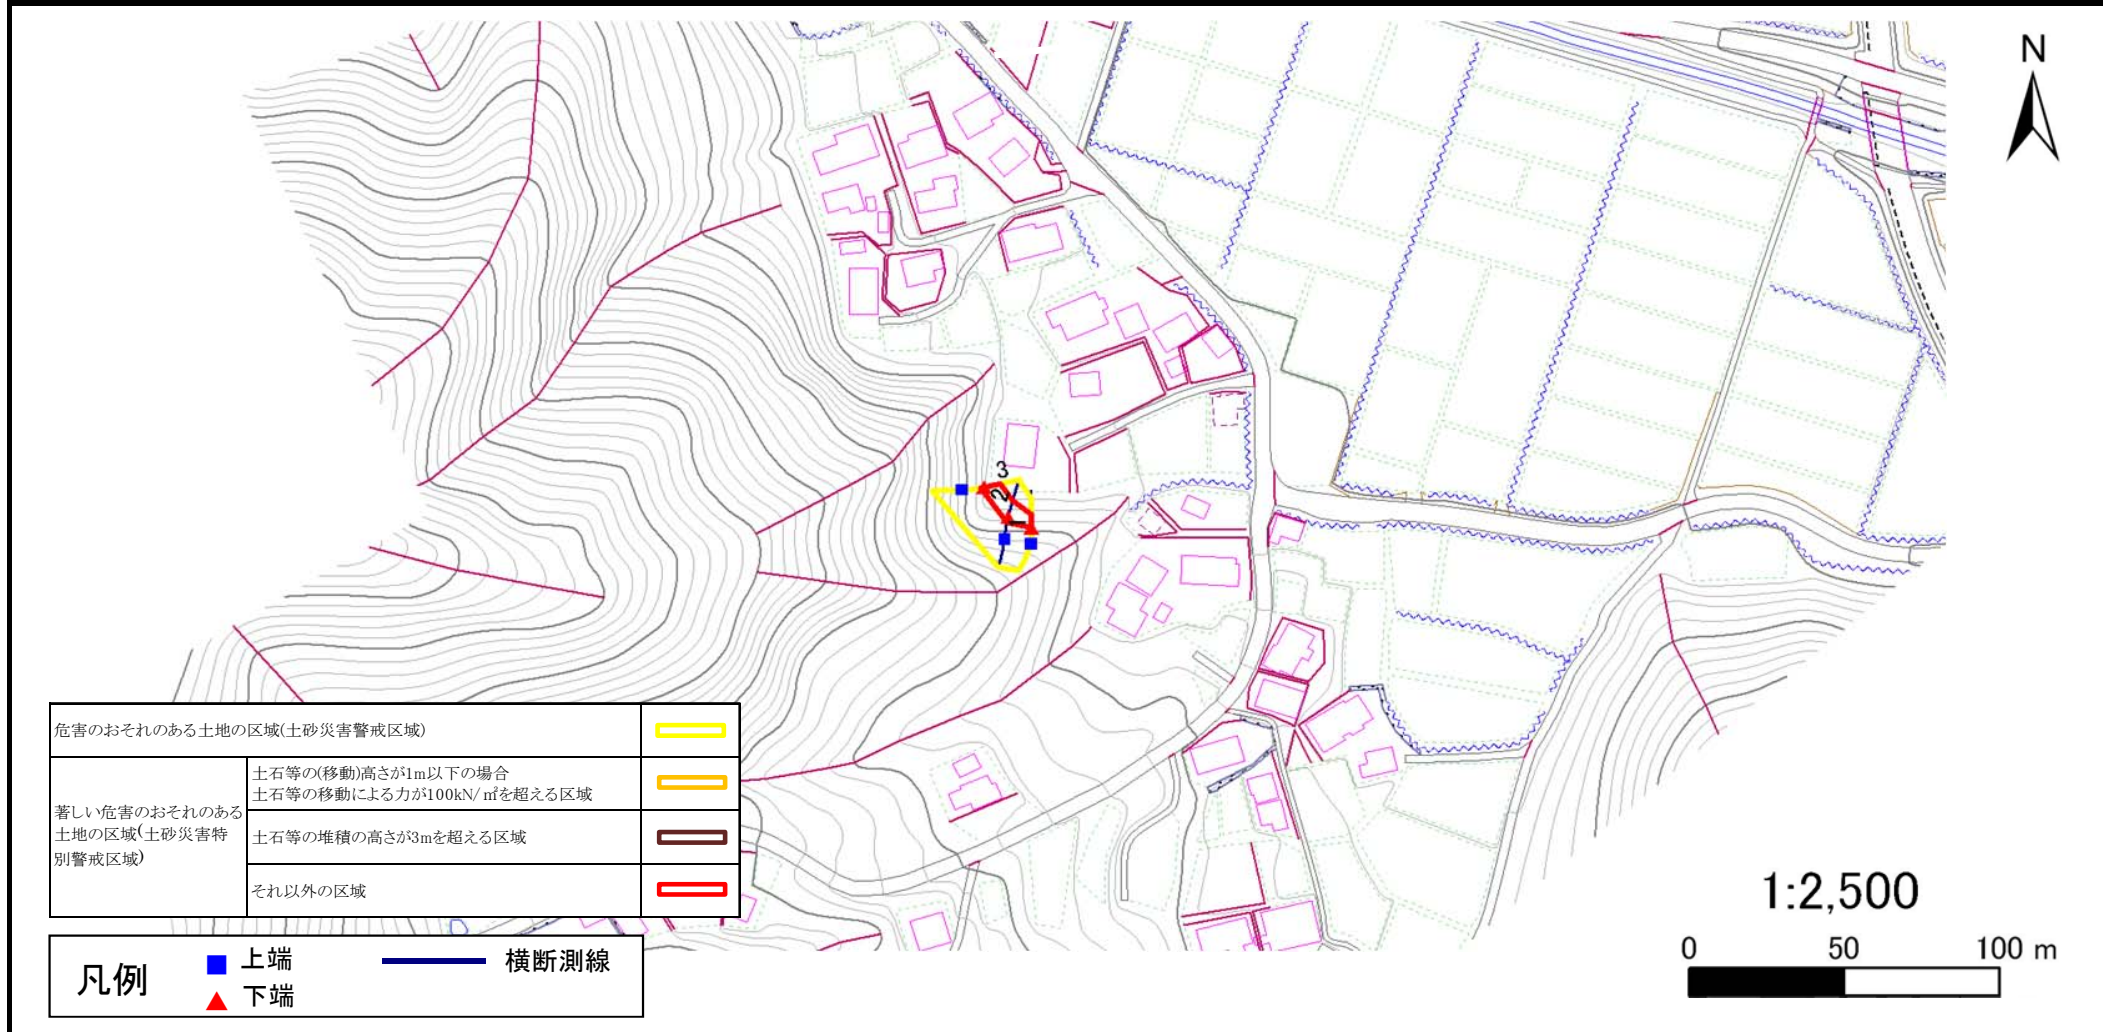 N
3
2
1
危害のおそれのある土地の区域(土砂災害警戒区域)
著しい危害のおそれのある
土地の区域(土砂災害特
別警戒区域)
土石等の(移動)高さが1m以下の場合
土石等の移動による力が100kN/㎡を超える区域
土石等の堆積の高さが3mを超える区域
それ以外の区域
凡例
上端
横断測線
下端
1:2,500
0 50 100 m